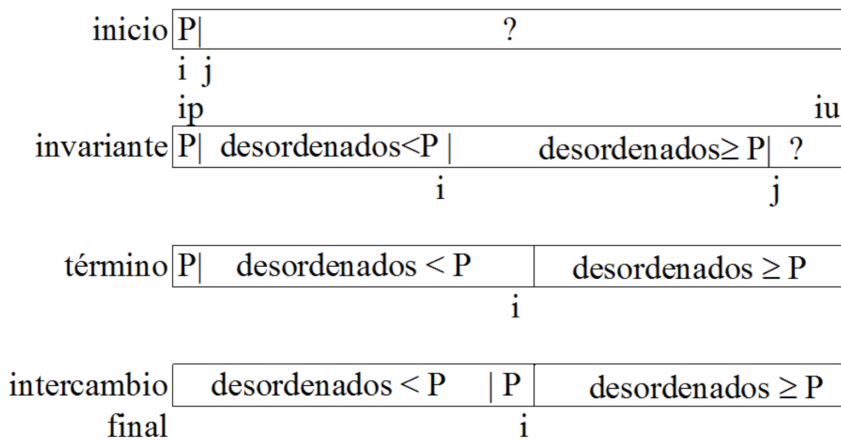 inicio P| ?
i j
ip iu
invariante P| desordenados<P | desordenados≥ P| ?
i j
término P| desordenados < P desordenados ≥ P
i
intercambio desordenados < P | P desordenados ≥ P
final i